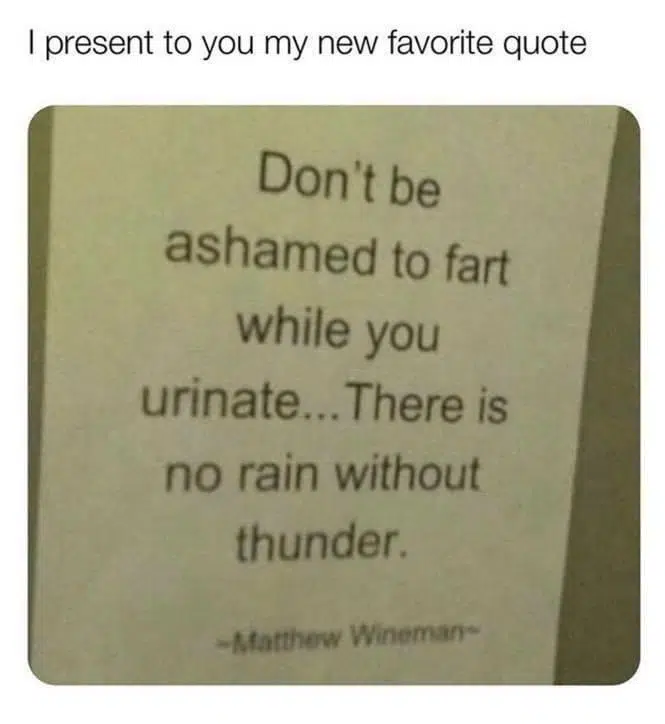 I present to you my new favorite quote
Don't be
ashamed to fart
while you
urinate...There is
no rain without
thunder.
~Matthew Wineman~